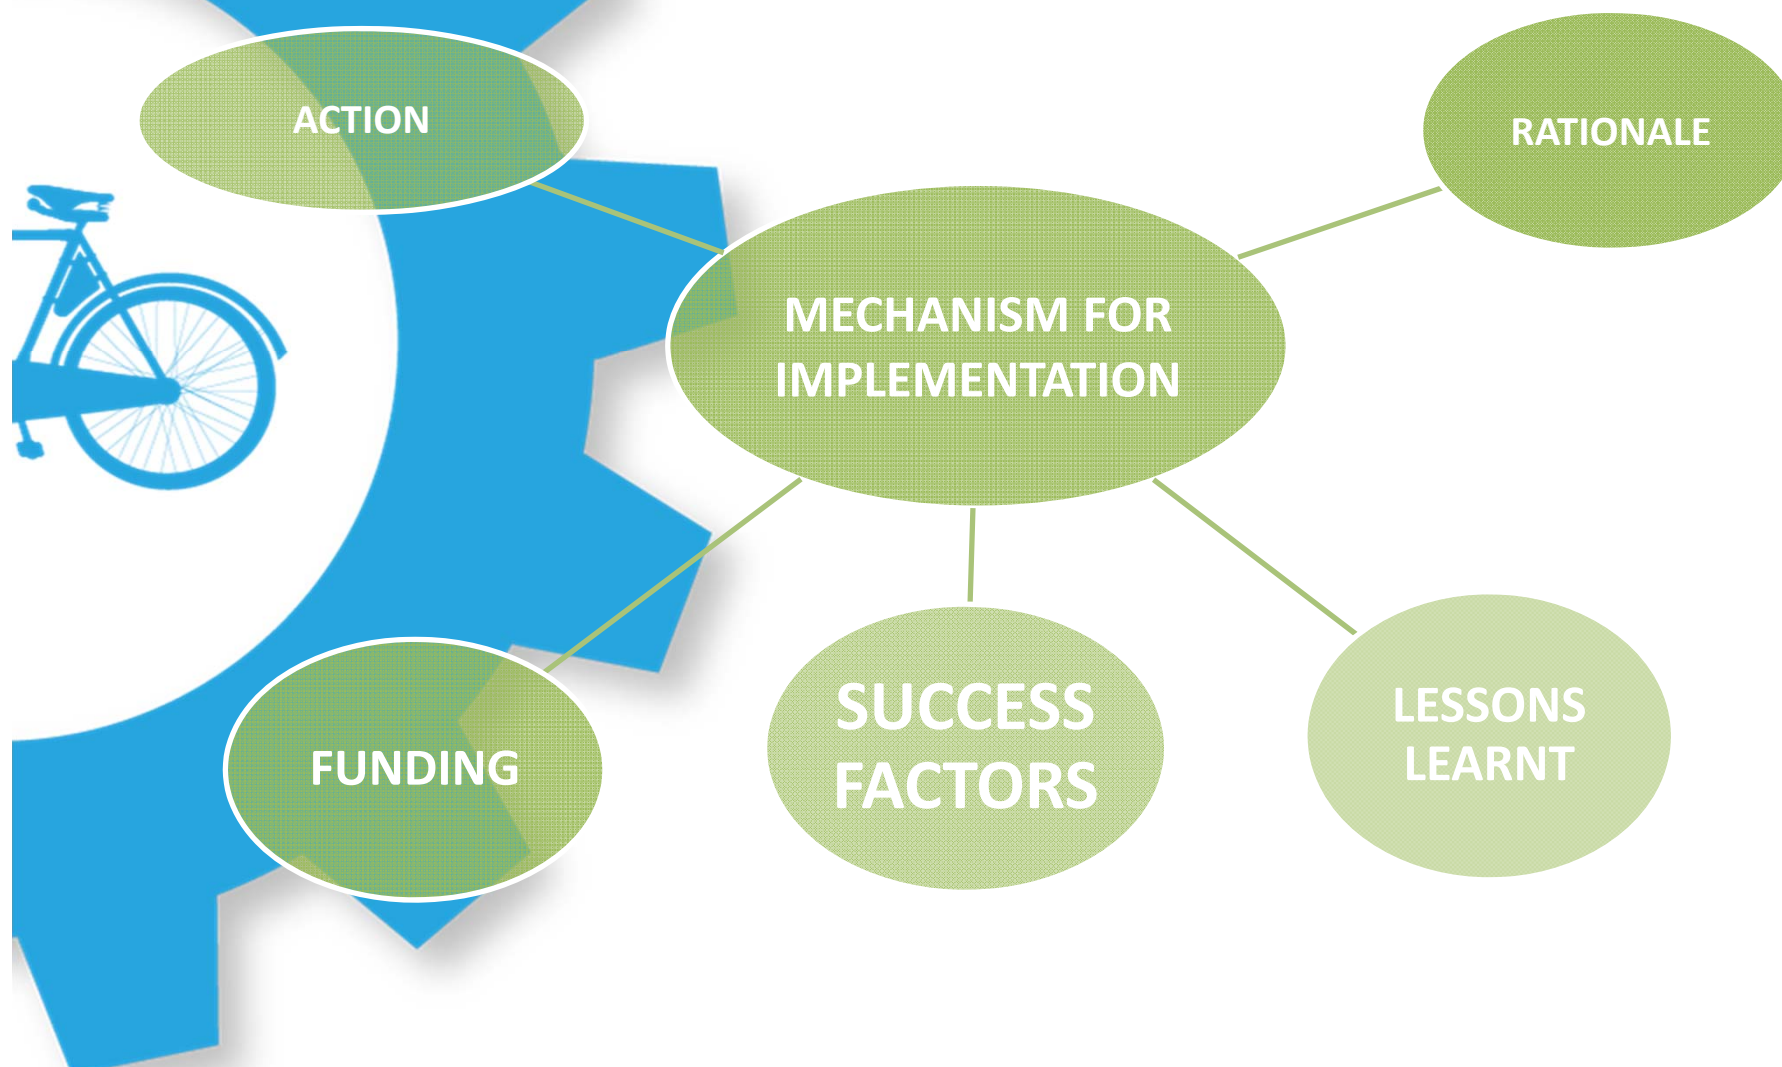 ACTION
RATIONALE
MECHANISM FOR
IMPLEMENTATION
FUNDING
SUCCESS
FACTORS
LESSONS
LEARNT